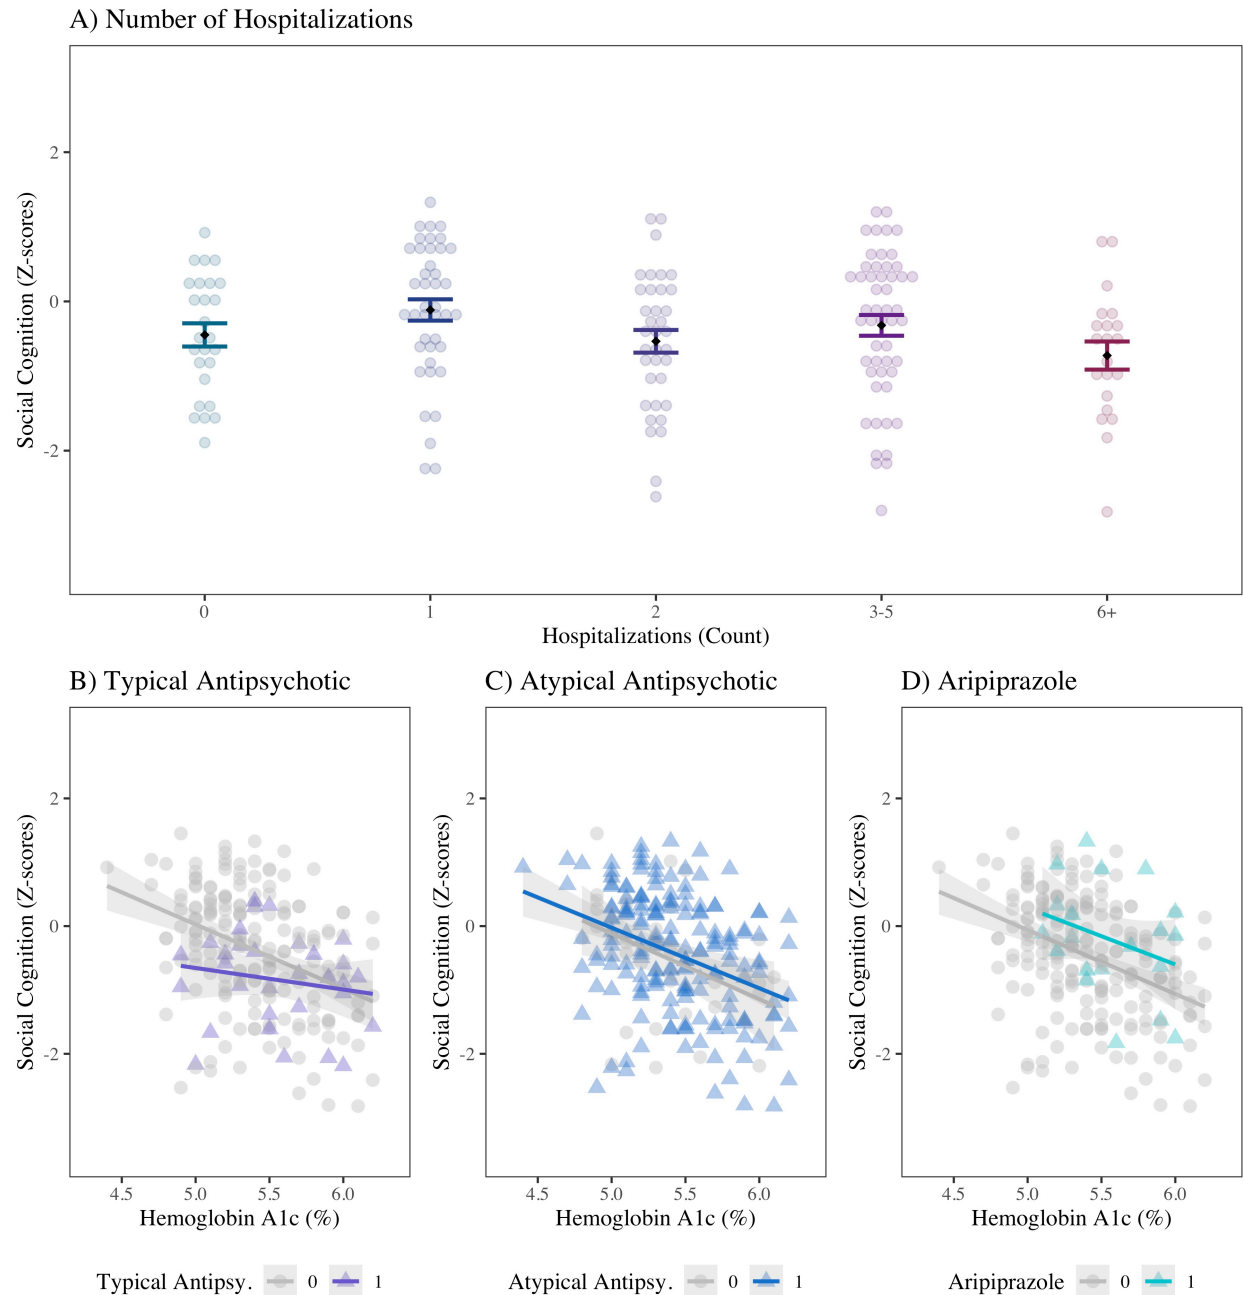 A) Number of Hospitalizations
Social Cognition (Z-scores)
2
0
-2
0 1 2 3-5 6+
Hospitalizations (Count)
B) Typical Antipsychotic
Social Cognition (Z-scores)
2
0
-2
4.5 5.0 5.5 6.0
Hemoglobin A1c (%)
Typical Antipsy. 0 1
C) Atypical Antipsychotic
Social Cognition (Z-scores)
2
0
-2
4.5 5.0 5.5 6.0
Hemoglobin A1c (%)
Atypical Antipsy. 0 1
D) Aripiprazole
Social Cognition (Z-scores)
2
0
-2
4.5 5.0 5.5 6.0
Hemoglobin A1c (%)
Aripiprazole 0 1